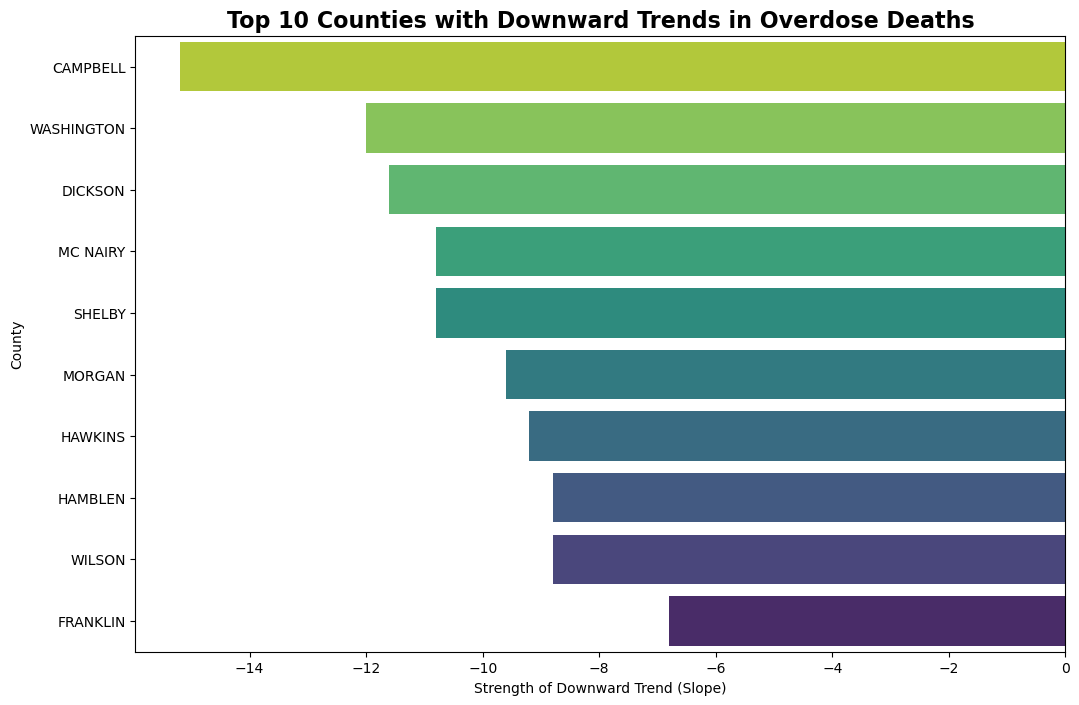 Top 10 Counties with Downward Trends in Overdose Deaths
County
CAMPBELL
WASHINGTON
DICKSON
MC NAIRY
SHELBY
MORGAN
HAWKINS
HAMBLEN
WILSON
FRANKLIN
−14 −12 −10 −8 −6 −4 −2 0
Strength of Downward Trend (Slope)